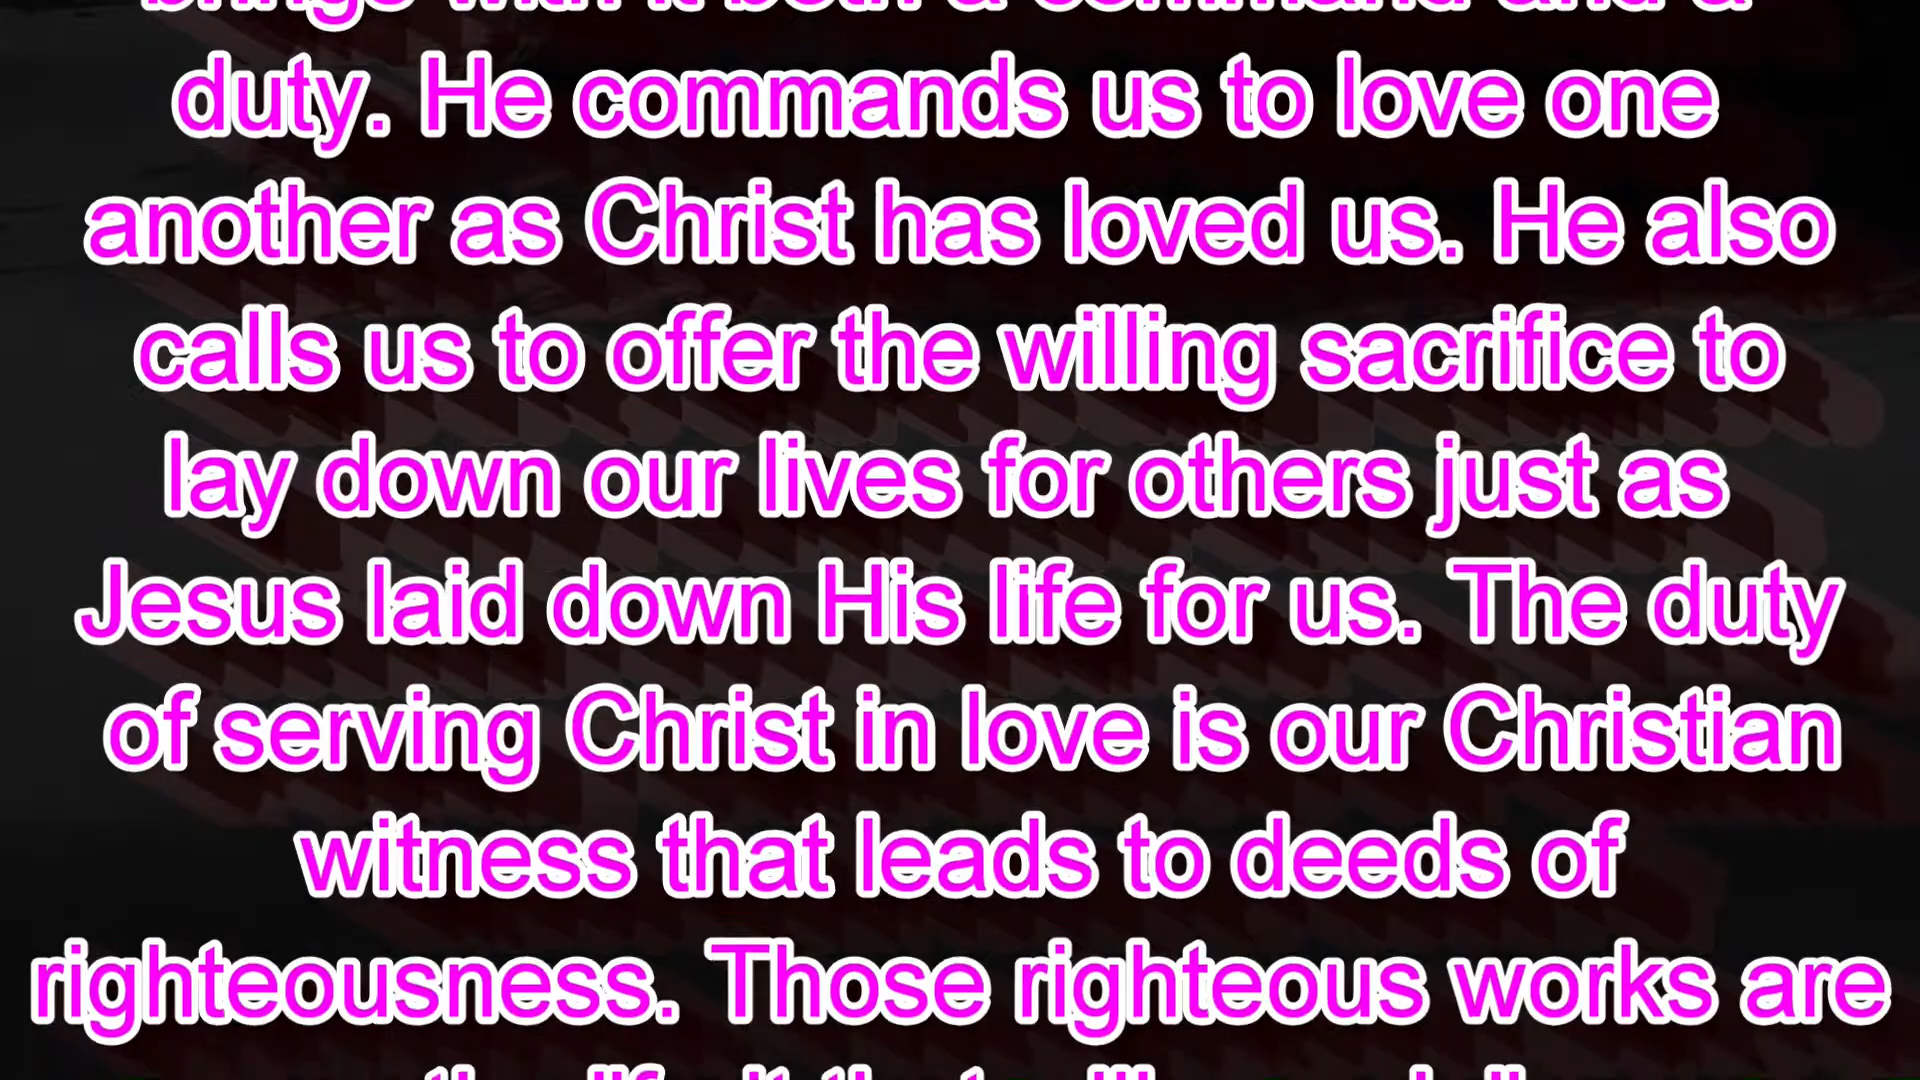 brings with it both a command and a
duty. He commands us to love one
another as Christ has loved us. He also
calls us to offer the willing sacrifice to
lay down our lives for others just as
Jesus laid down His life for us. The duty
of serving Christ in love is our Christian
witness that leads to deeds of
righteousness. Those righteous works are